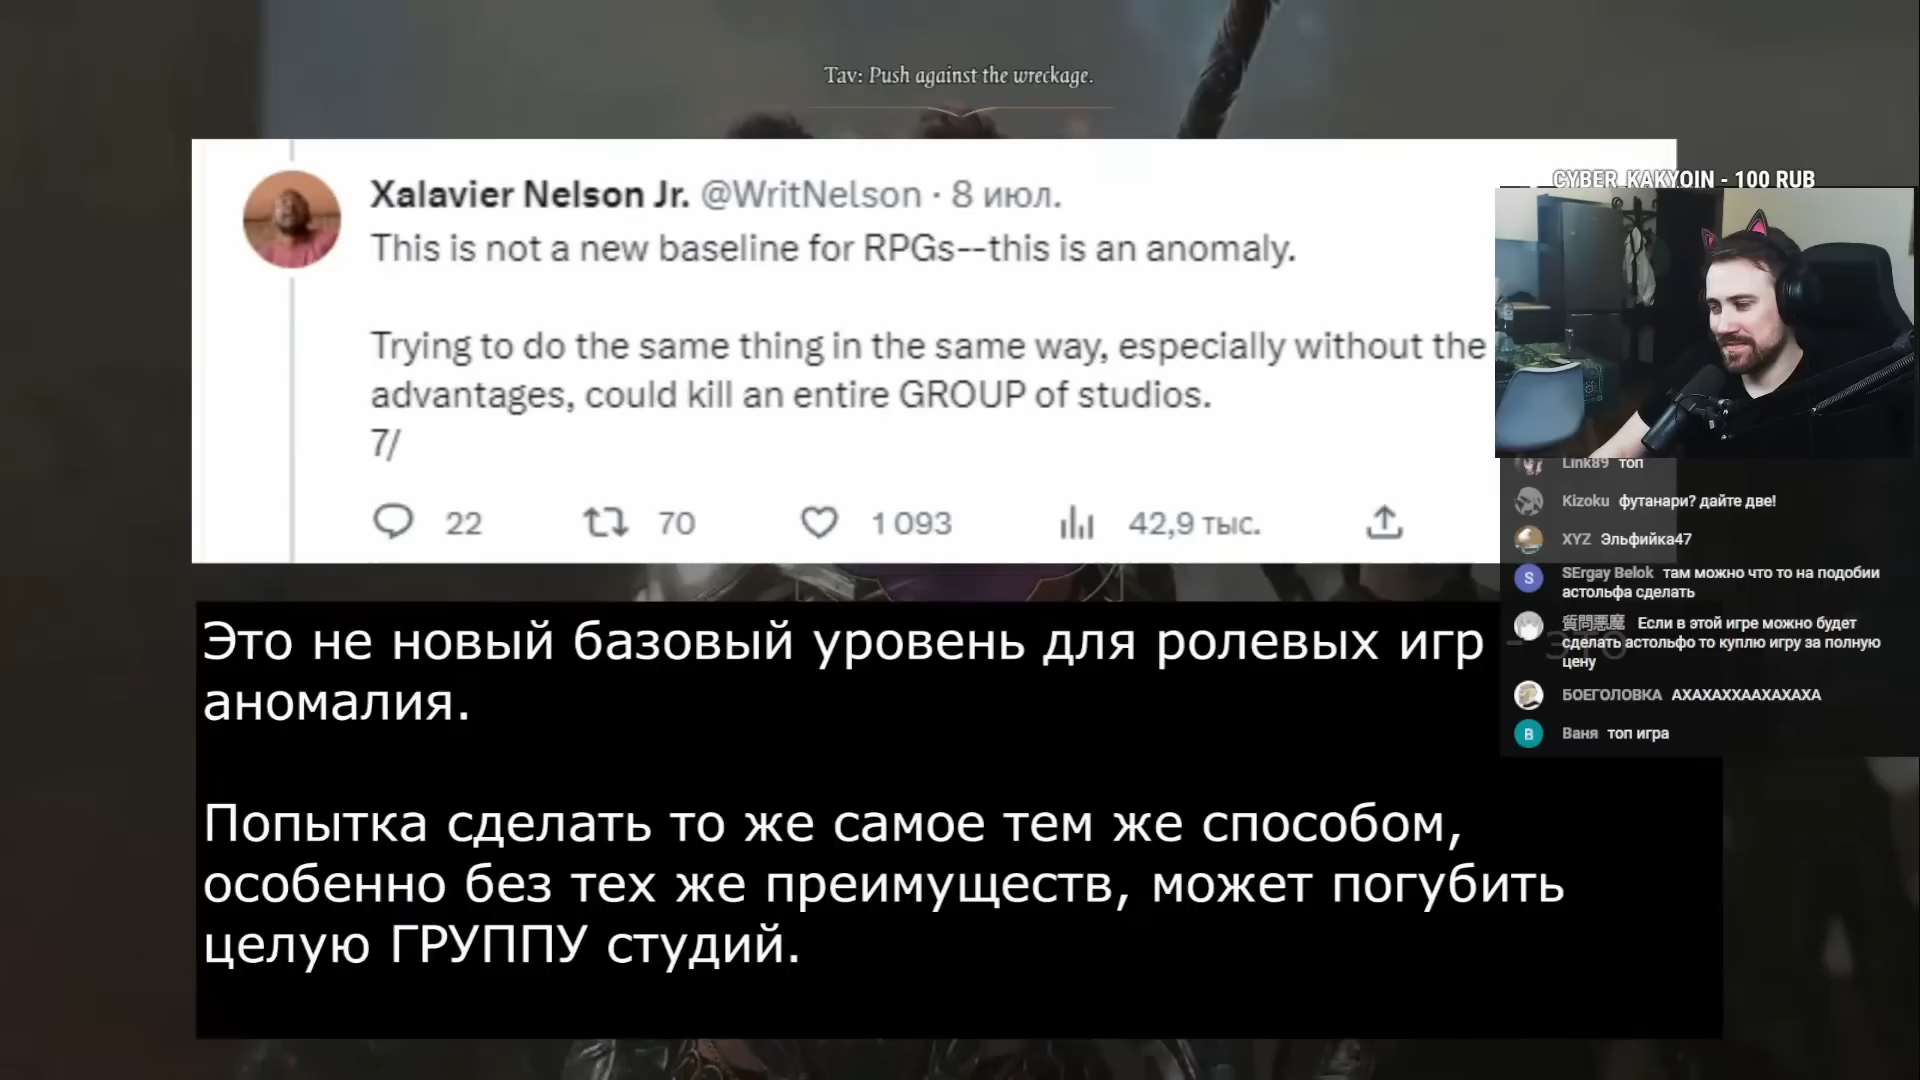 Tav: Push against the wreckage.
Xalavier Nelson Jr. @WritNelson · 8 июл.
This is not a new baseline for RPGs--this is an anomaly.
Trying to do the same thing in the same way, especially without the
advantages, could kill an entire GROUP of studios.
7/
22 70 1 093 42,9 тыс.
Это не новый базовый уровень для ролевых игр - это
аномалия.
Попытка сделать то же самое тем же способом,
особенно без тех же преимуществ, может погубить
целую ГРУППУ студий.
CYBER_KAKYOIN - 100 RUB
Link89 топ
Kizoku футанари? дайте две!
XYZ Эльфийка47
S SErgay Belok там можно что то на подобии
астольфа сделать
質問悪魔 Если в этой игре можно будет
сделать астольфо то куплю игру за полную
цену
БОЕГОЛОВКА АХАХАХХААХАХАХА
В Ваня топ игра